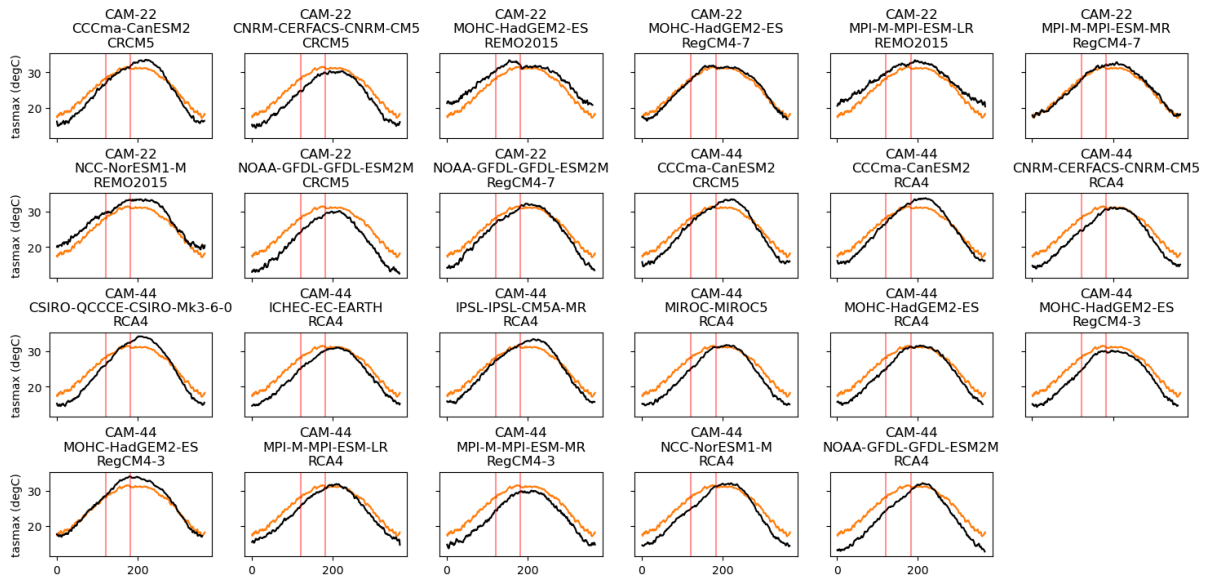 CAM-22
CCCma-CanESM2
CRCM5
CAM-22
CNRM-CERFACS-CNRM-CM5
CRCM5
CAM-22
MOHC-HadGEM2-ES
REMO2015
CAM-22
MOHC-HadGEM2-ES
RegCM4-7
CAM-22
MPI-M-MPI-ESM-LR
REMO2015
CAM-22
MPI-M-MPI-ESM-MR
RegCM4-7
tasmax (degC)
30
20
CAM-22
NCC-NorESM1-M
REMO2015
CAM-22
NOAA-GFDL-GFDL-ESM2M
CRCM5
CAM-22
NOAA-GFDL-GFDL-ESM2M
RegCM4-7
CAM-44
CCCma-CanESM2
CRCM5
CAM-44
CCCma-CanESM2
RCA4
CAM-44
CNRM-CERFACS-CNRM-CM5
RCA4
tasmax (degC)
30
20
CAM-44
CSIRO-QCCCE-CSIRO-Mk3-6-0
RCA4
CAM-44
ICHEC-EC-EARTH
RCA4
CAM-44
IPSL-IPSL-CM5A-MR
RCA4
CAM-44
MIROC-MIROC5
RCA4
CAM-44
MOHC-HadGEM2-ES
RCA4
CAM-44
MOHC-HadGEM2-ES
RegCM4-3
tasmax (degC)
30
20
CAM-44
MOHC-HadGEM2-ES
RegCM4-3
CAM-44
MPI-M-MPI-ESM-LR
RCA4
CAM-44
MPI-M-MPI-ESM-MR
RegCM4-3
CAM-44
NCC-NorESM1-M
RCA4
CAM-44
NOAA-GFDL-GFDL-ESM2M
RCA4
tasmax (degC)
30
20
0 200
0 200
0 200
0 200
0 200